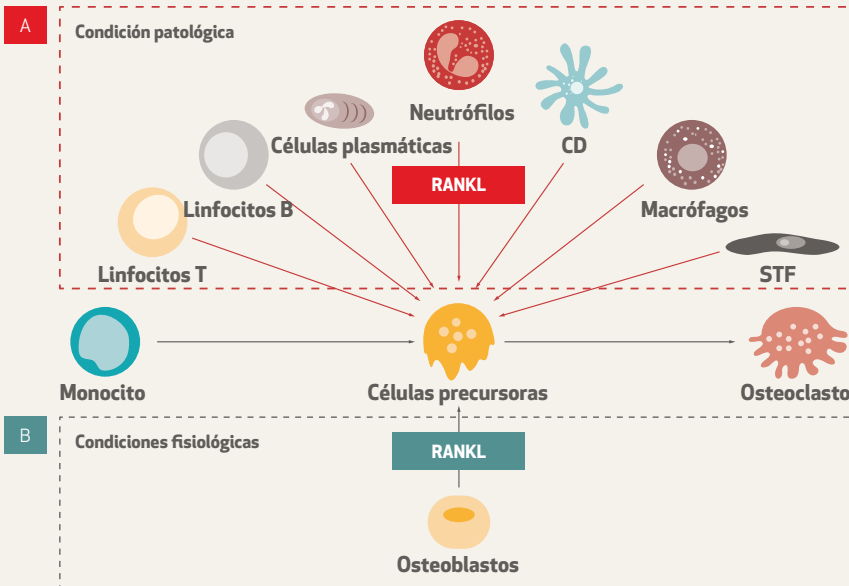 A
Condición patológica
Neutrófilos
Células plasmáticas
CD
RANKL
Linfocitos B
Macrófagos
Linfocitos T
STF
Monocito
Células precursoras
Osteoclasto
B
Condiciones fisiológicas
RANKL
Osteoblastos